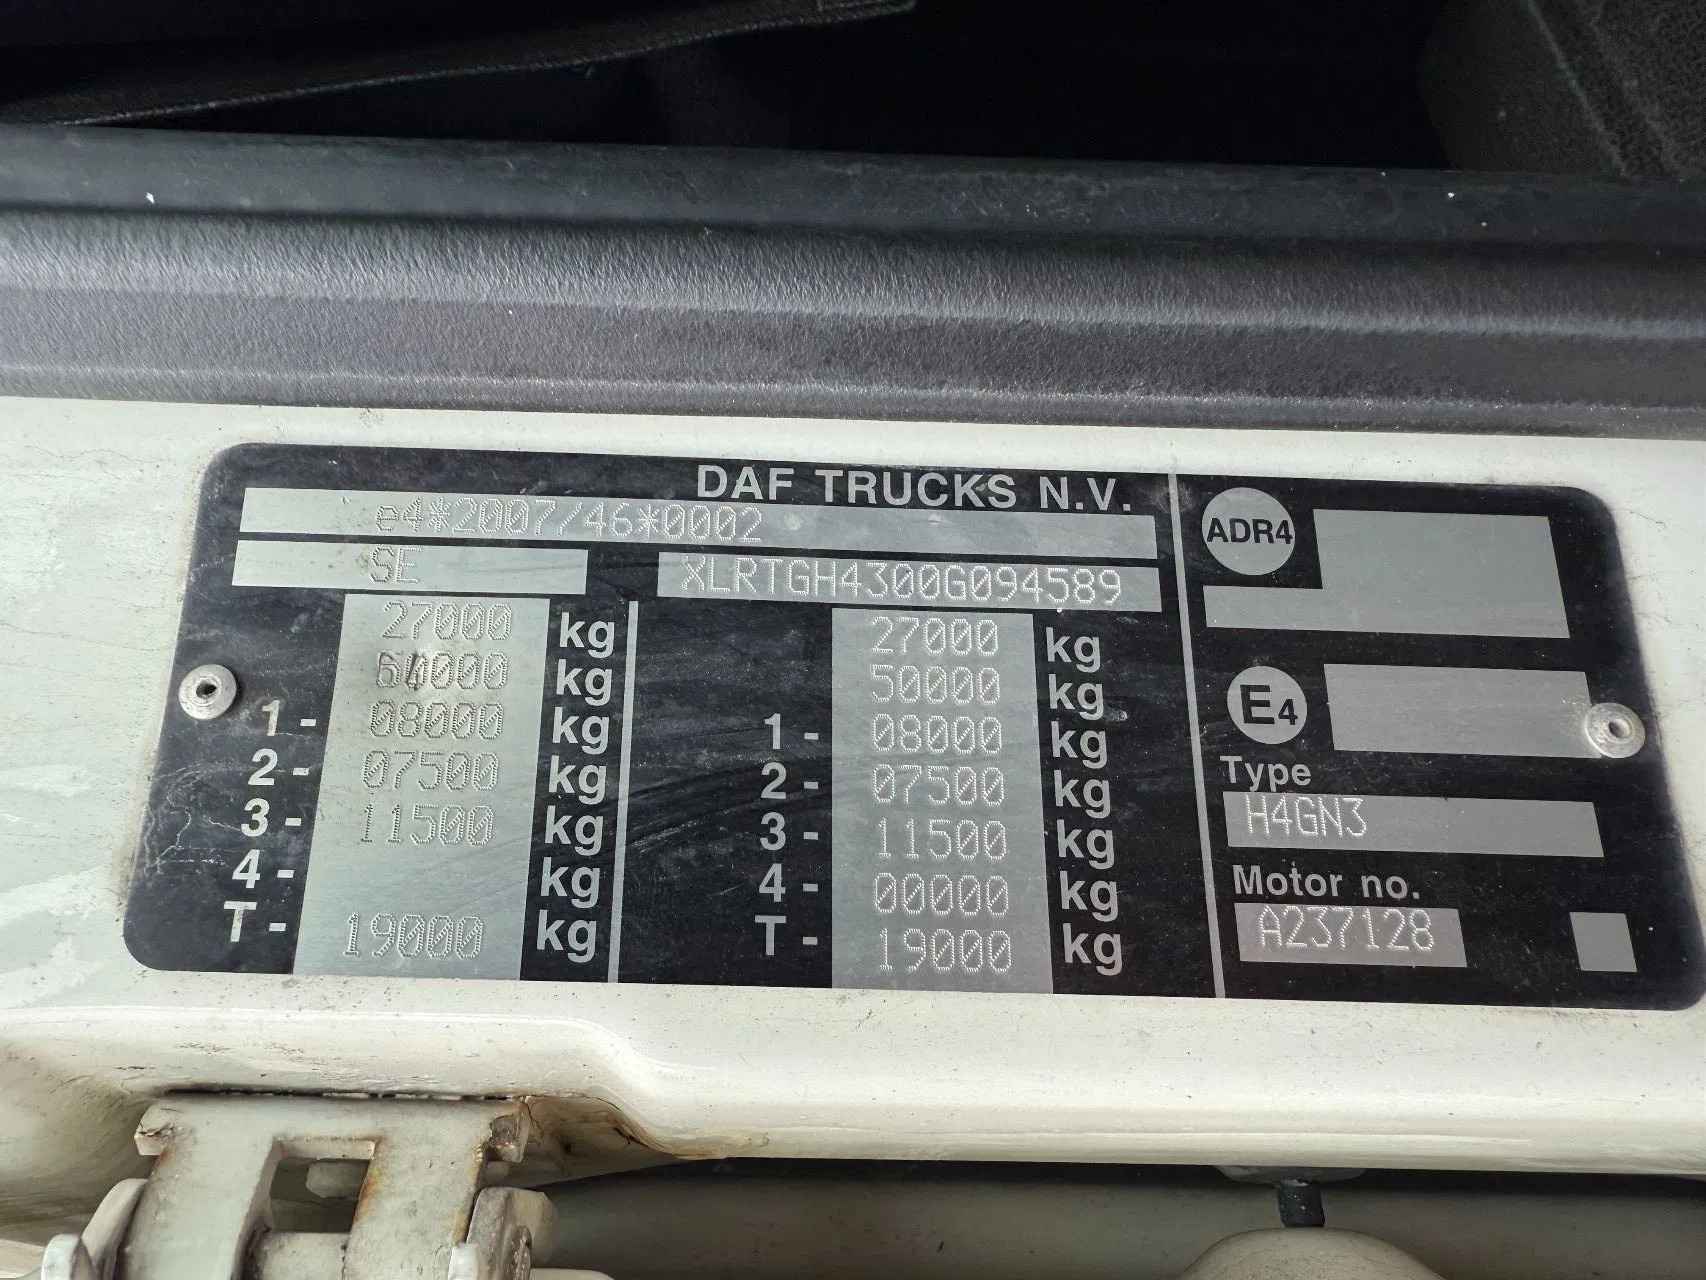 DAF TRUCKS N.V.
e4*2007/46*0002
SE XLRTGH4300G094589
27000 kg 27000 kg
kg 50000 kg
1- 08000 kg 1- 08000 kg
2- 07500 kg 2- 07500 kg
3- 11500 kg 3- 11500 kg
4- kg 4- 00000 kg
T- 19000 kg T- 19000 kg
ADR4
E4
Type
H4GN3
Motor no.
A237128